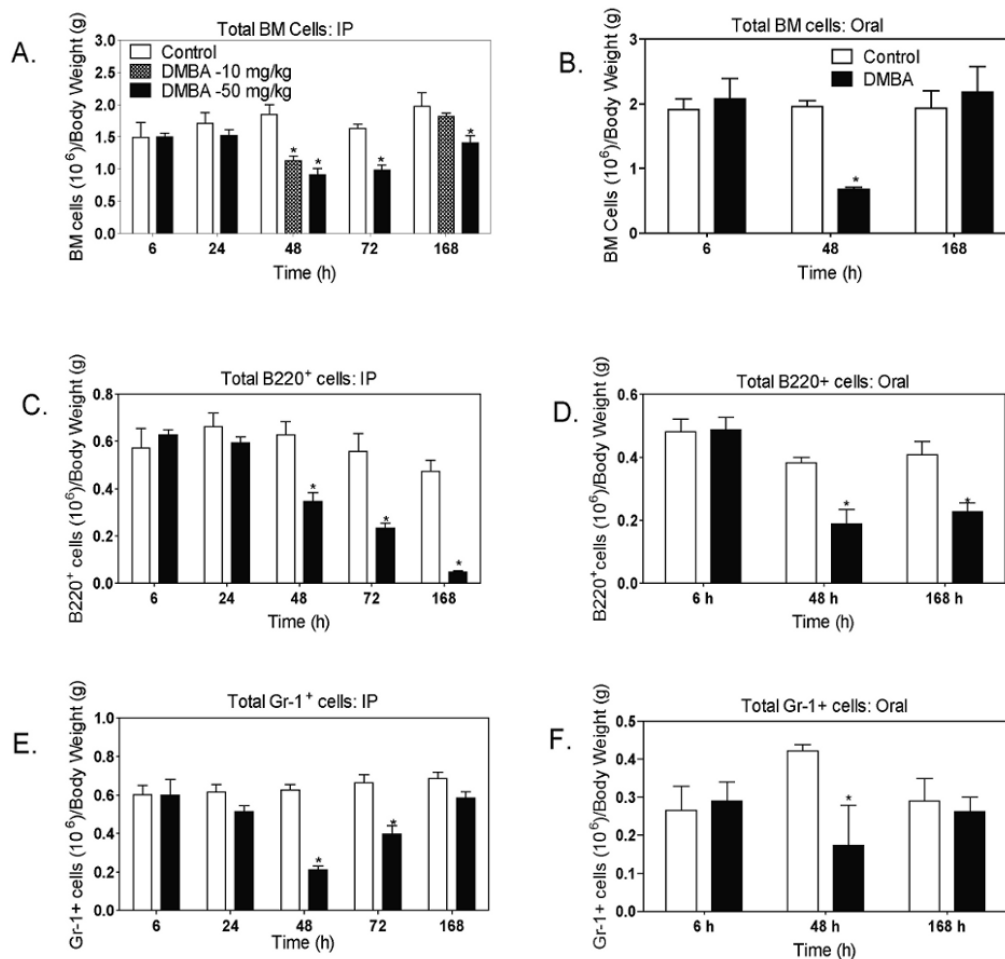 A.
Total BM Cells: IP
BM cells (10⁶)/Body Weight (g)
3.0
2.5
2.0
1.5
1.0
0.5
0.0
Control
DMBA -10 mg/kg
DMBA -50 mg/kg
* * * *
6 24 48 72 168
Time (h)
B.
Total BM cells: Oral
BM Cells (10⁶)/Body Weight (g)
3
2
1
0
Control
DMBA
*
6 48 168
Time (h)
C.
Total B220⁺ cells: IP
B220⁺ cells (10⁶)/Body Weight (g)
0.8
0.6
0.4
0.2
0.0
* * *
6 24 48 72 168
Time (h)
D.
Total B220+ cells: Oral
B220⁺cells (10⁶)/Body Weight (g)
0.6
0.4
0.2
0.0
* *
6 h 48 h 168 h
Time (h)
E.
Total Gr-1⁺ cells: IP
Gr-1+ cells (10⁶)/Body Weight (g)
1.0
0.8
0.6
0.4
0.2
0.0
* *
6 24 48 72 168
Time (h)
F.
Total Gr-1+ cells: Oral
Gr-1+ cells (10⁶)/Body Weight (g)
0.5
0.4
0.3
0.2
0.1
0.0
*
6 h 48 h 168 h
Time (h)